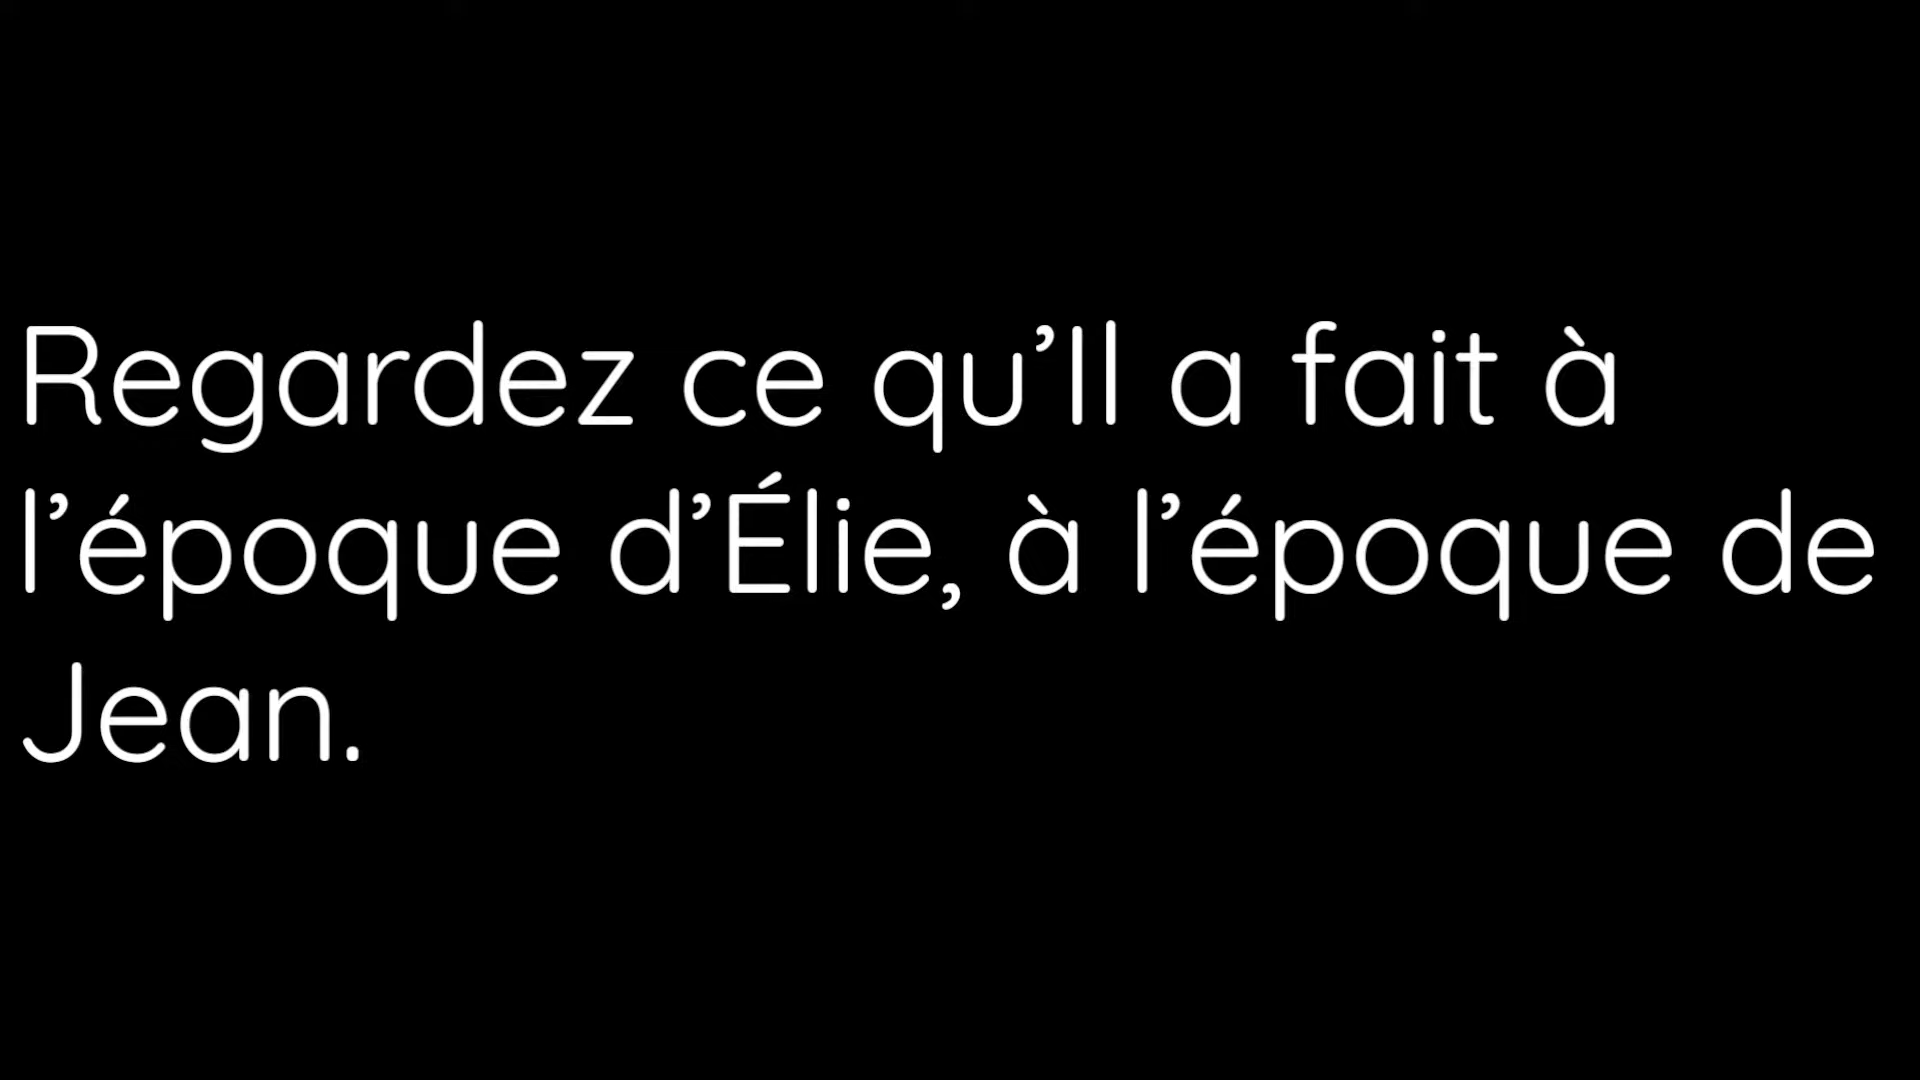 Regardez ce qu’Il a fait à
l’époque d’Élie, à l’époque de
Jean.